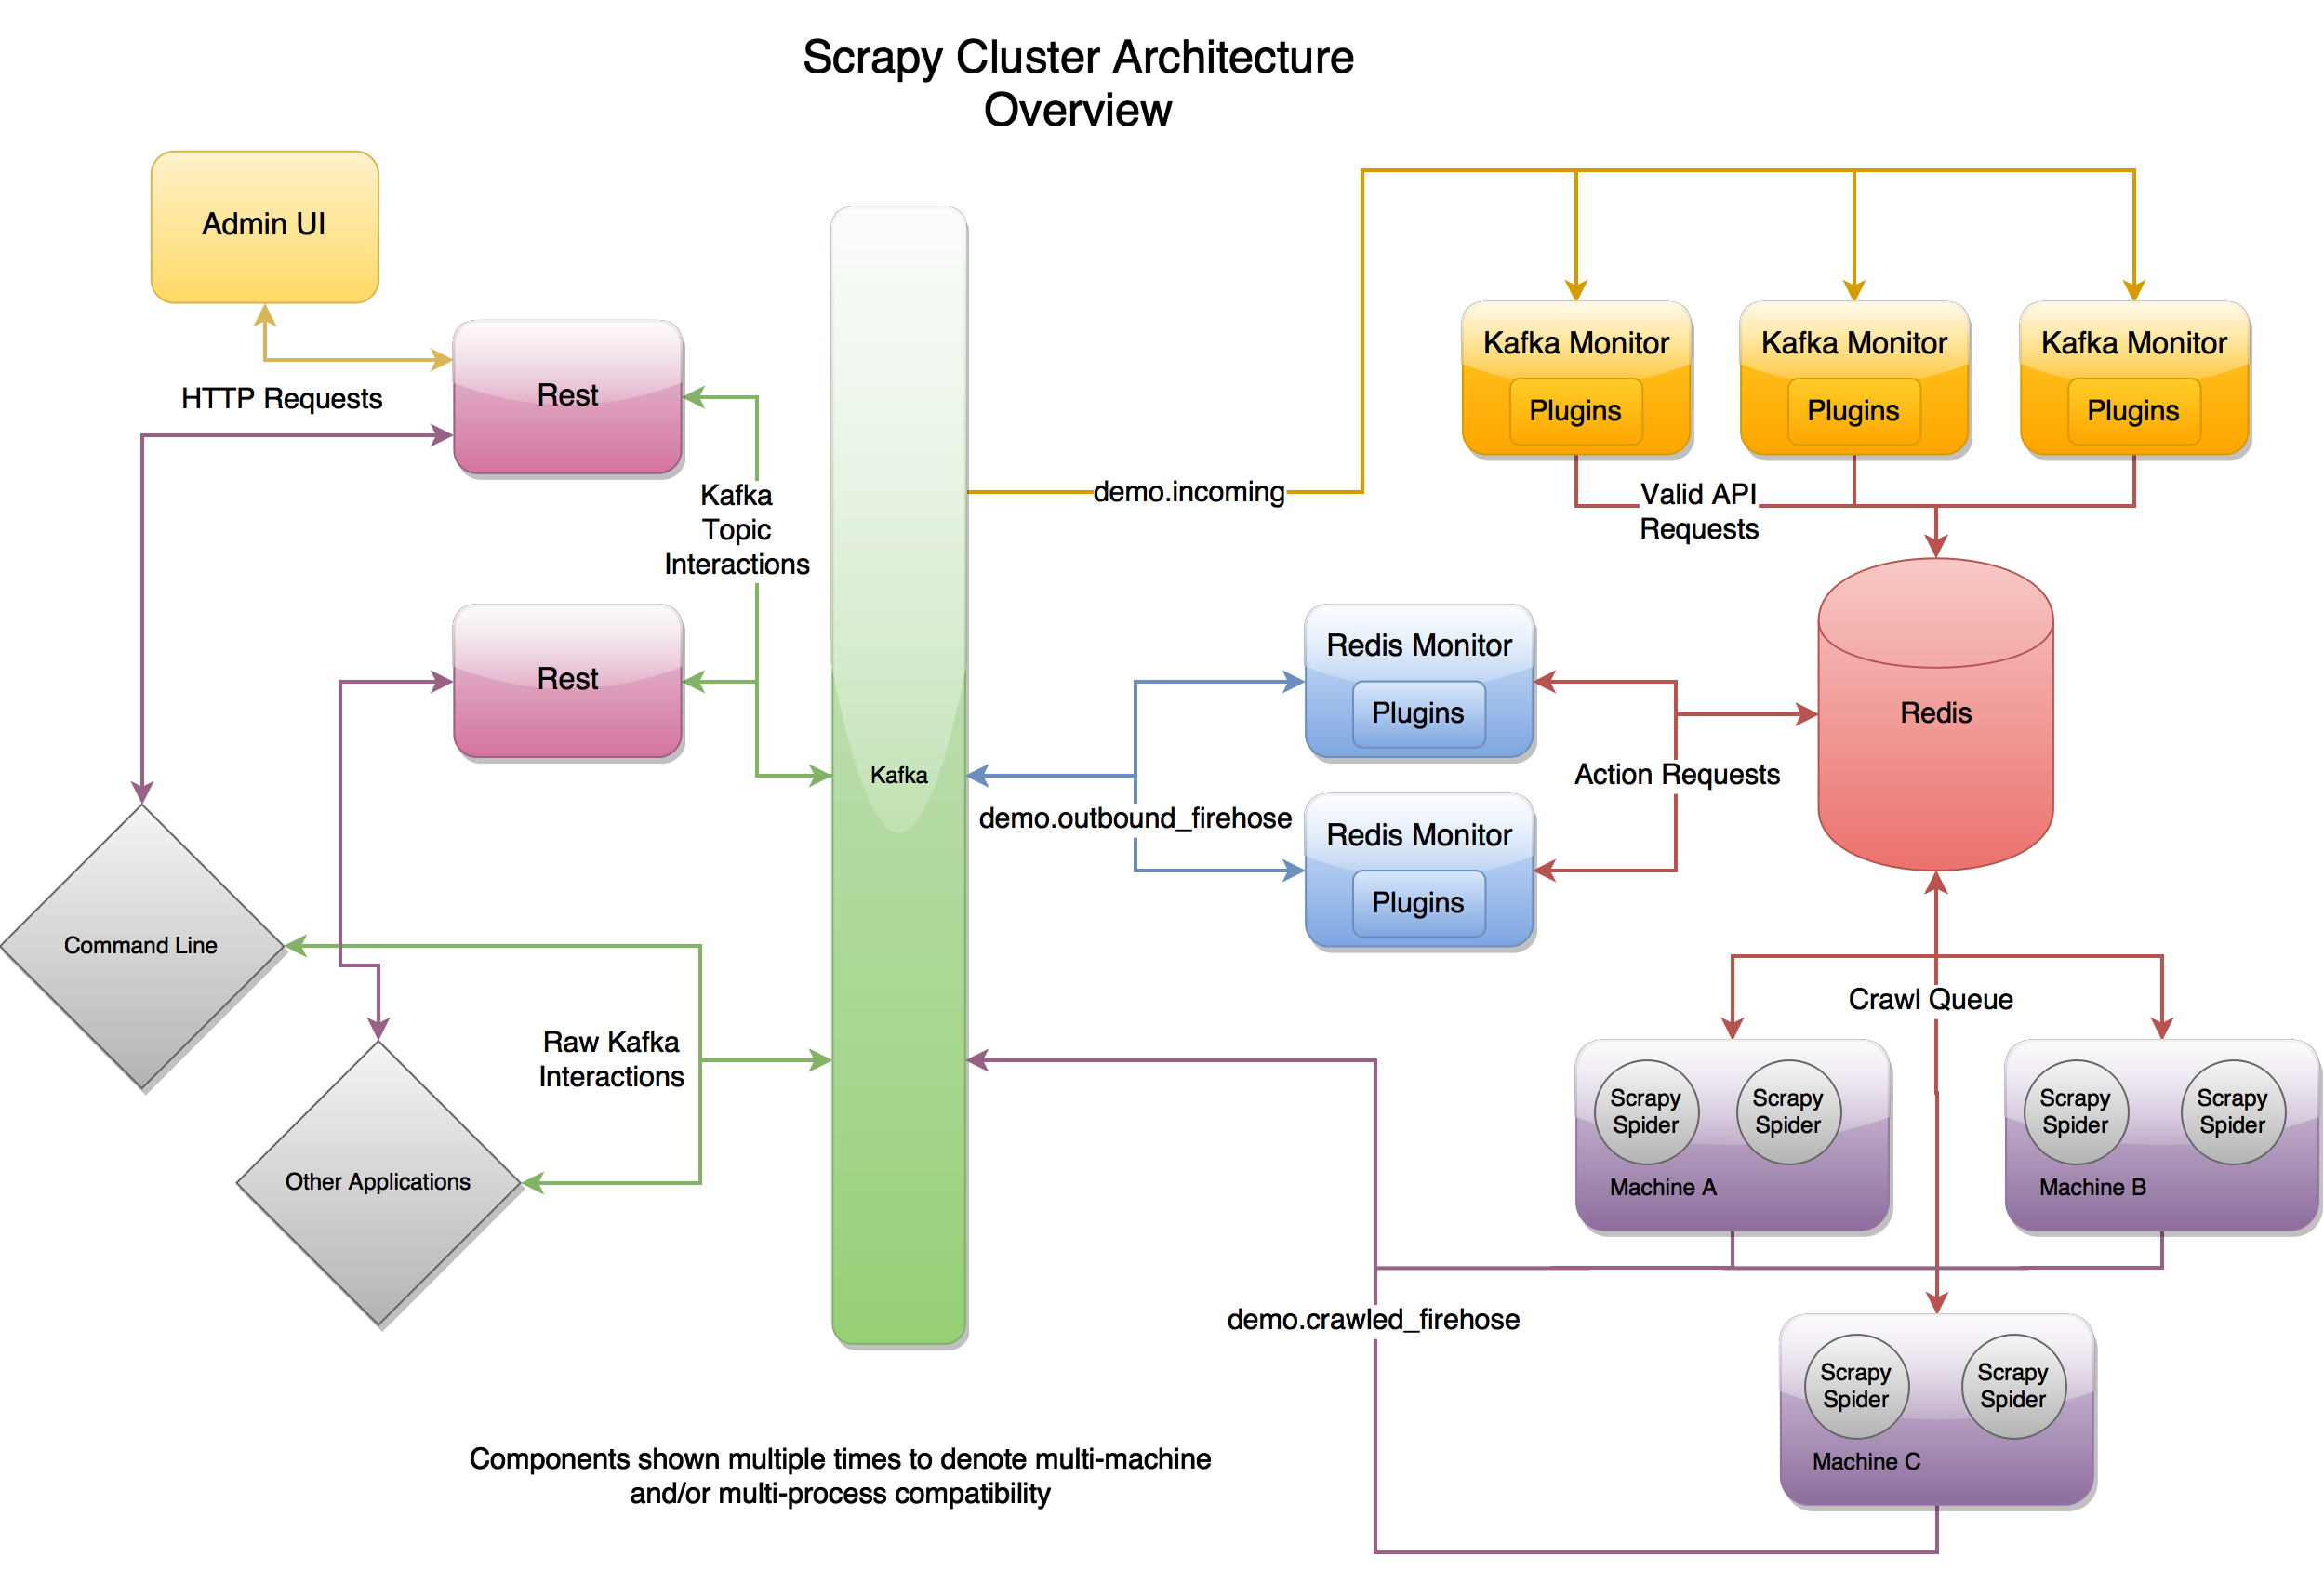 Scrapy Cluster Architecture
Overview
Admin UI
HTTP Requests
Rest
Kafka
Topic
Interactions
Rest
Kafka
demo.incoming
Kafka Monitor
Plugins
Kafka Monitor
Plugins
Kafka Monitor
Plugins
Valid API
Requests
Redis Monitor
Plugins
demo.outbound_firehose
Redis Monitor
Plugins
Action Requests
Redis
Command Line
Other Applications
Raw Kafka
Interactions
Crawl Queue
Scrapy
Spider
Scrapy
Spider
Machine A
Scrapy
Spider
Scrapy
Spider
Machine B
demo.crawled_firehose
Scrapy
Spider
Scrapy
Spider
Machine C
Components shown multiple times to denote multi-machine
and/or multi-process compatibility